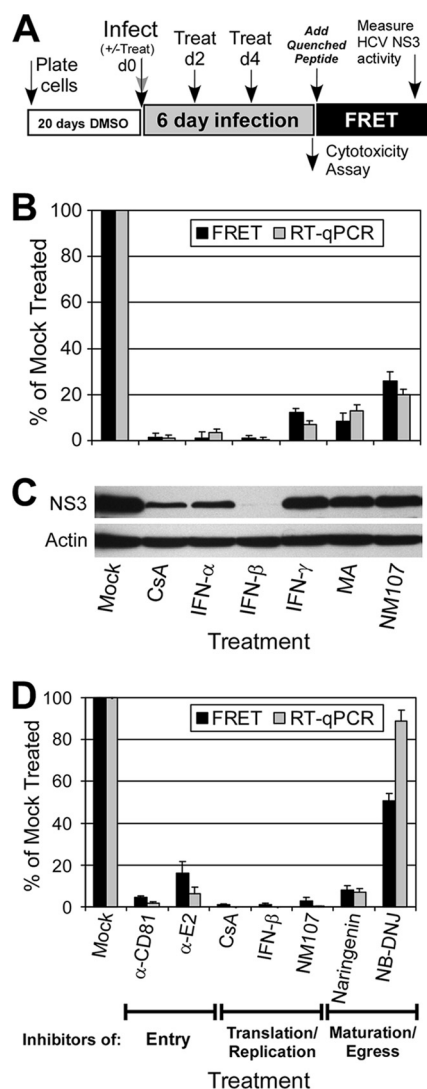 A
Plate
cells
Infect
(+/-Treat)
d0
Treat
d2
Treat
d4
Add
Quenched
Peptide
Measure
HCV NS3
activity
20 days DMSO
6 day infection
FRET
Cytotoxicity
Assay
B
% of Mock Treated
100
80
60
40
20
0
FRET
RT-qPCR
C
NS3
Actin
Mock
CsA
IFN-α
IFN-β
IFN-γ
MA
NM107
Treatment
D
% of Mock Treated
100
80
60
40
20
0
FRET
RT-qPCR
Mock
α-CD81
α-E2
CsA
IFN-β
NM107
Naringenin
NB-DNJ
Inhibitors of:
Entry
Translation/
Replication
Maturation/
Egress
Treatment